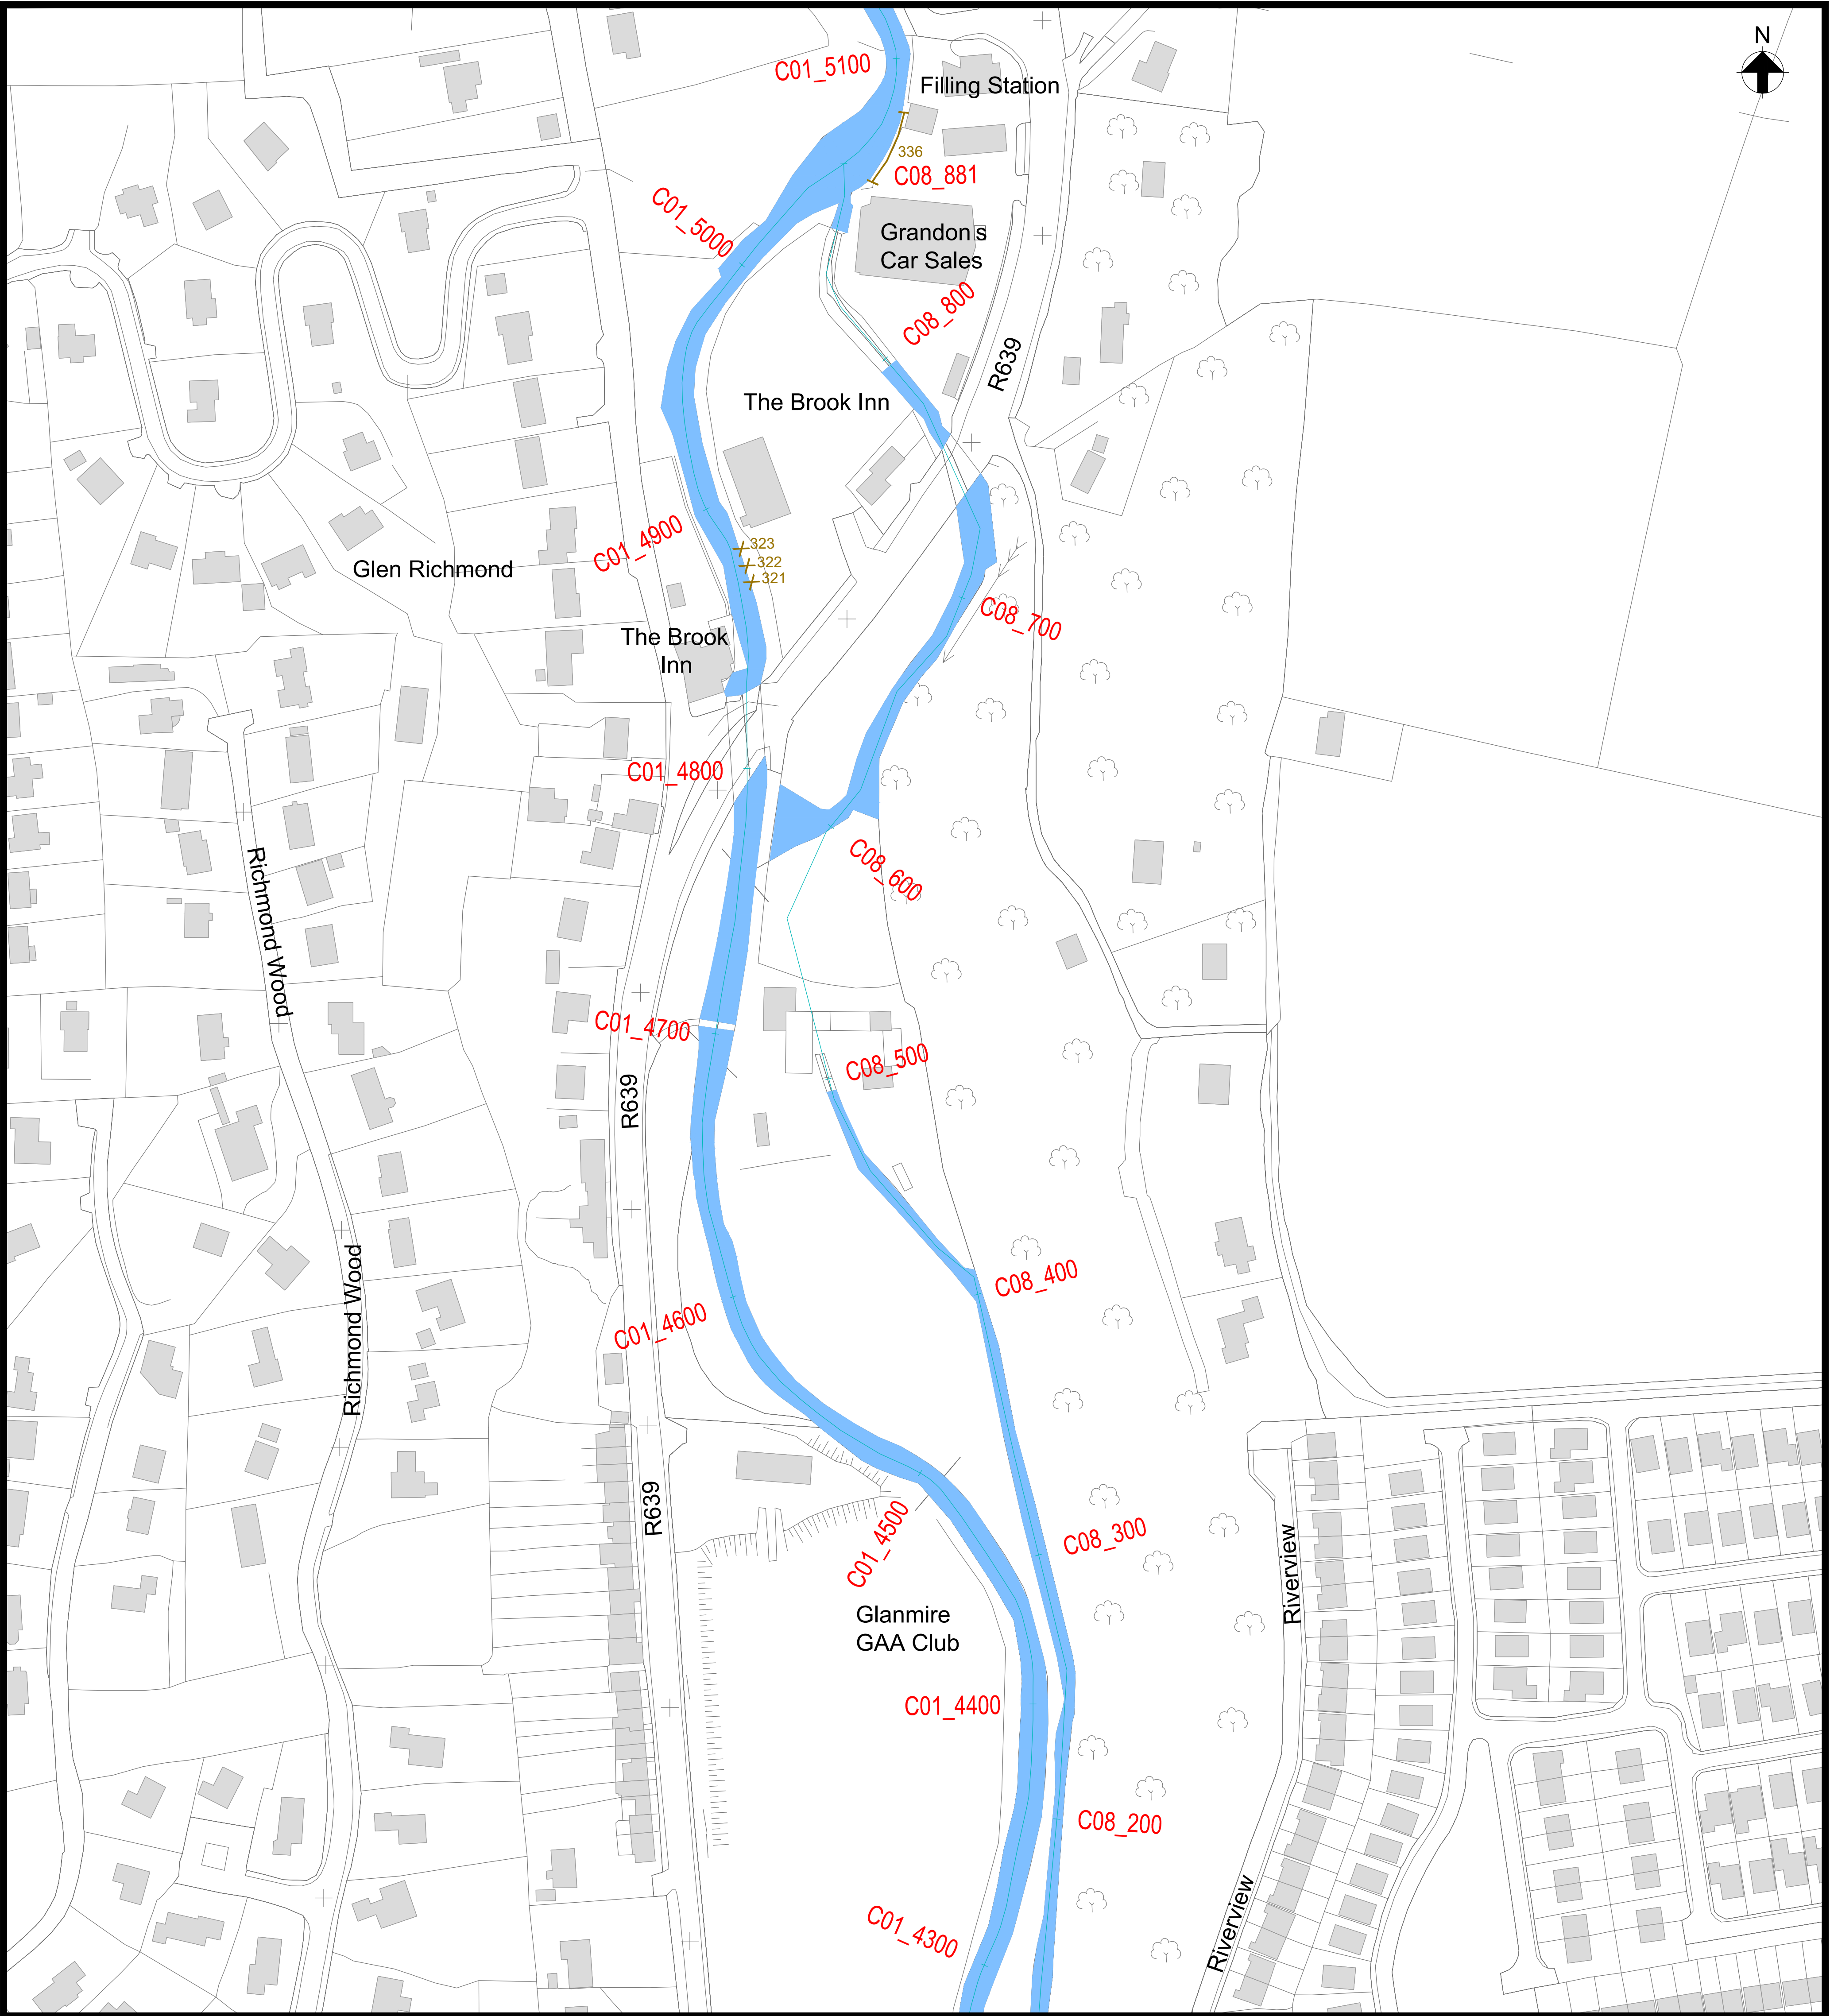 N
C01_5100
Filling Station
336
C08_881
C01_5000
Grandon's
Car Sales
C08_800
R639
The Brook Inn
C01_4900
323
322
321
Glen Richmond
C08_700
The Brook
Inn
C01_4800
C08_600
Richmond Wood
C01_4700
C08_500
R639
C08_400
C01_4600
Richmond Wood
R639
C01_4500
C08_300
Riverview
Glanmire
GAA Club
C01_4400
C08_200
C01_4300
Riverview